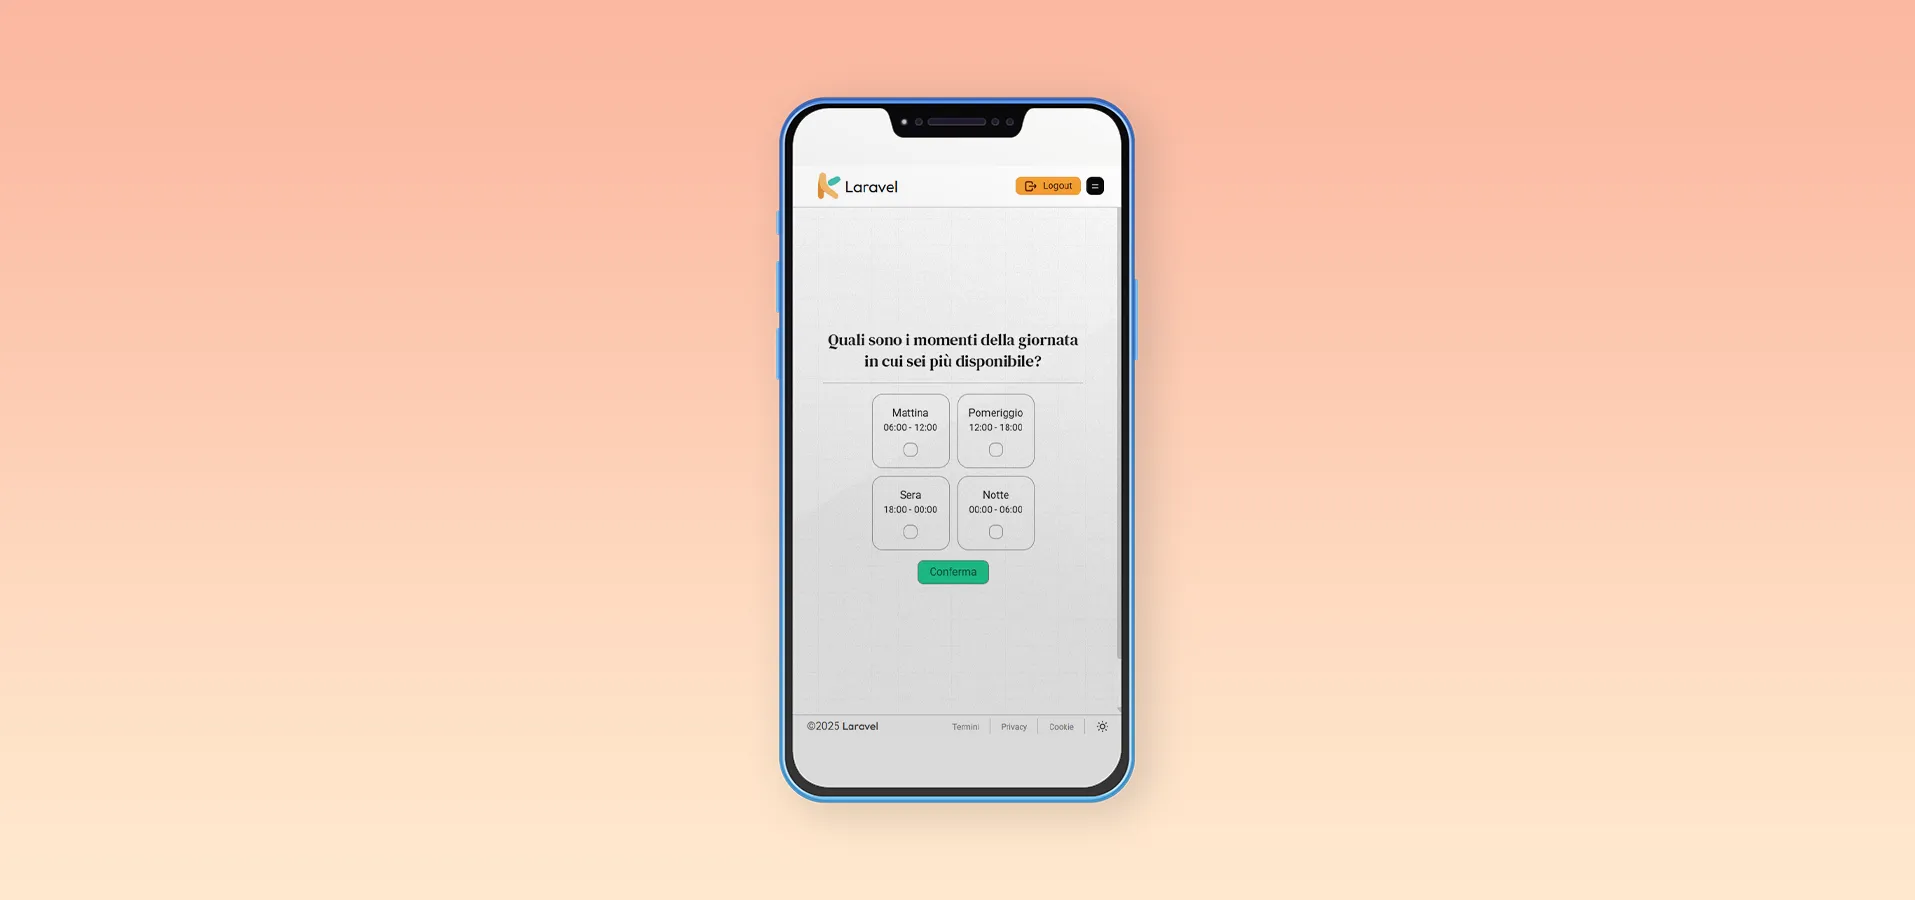 Laravel
Logout
Quali sono i momenti della giornata
in cui sei più disponibile?
Mattina
06:00 - 12:00
Pomeriggio
12:00 - 18:00
Sera
18:00 - 00:00
Notte
00:00 - 06:00
Conferma
©2025 Laravel
Termini
Privacy
Cookie